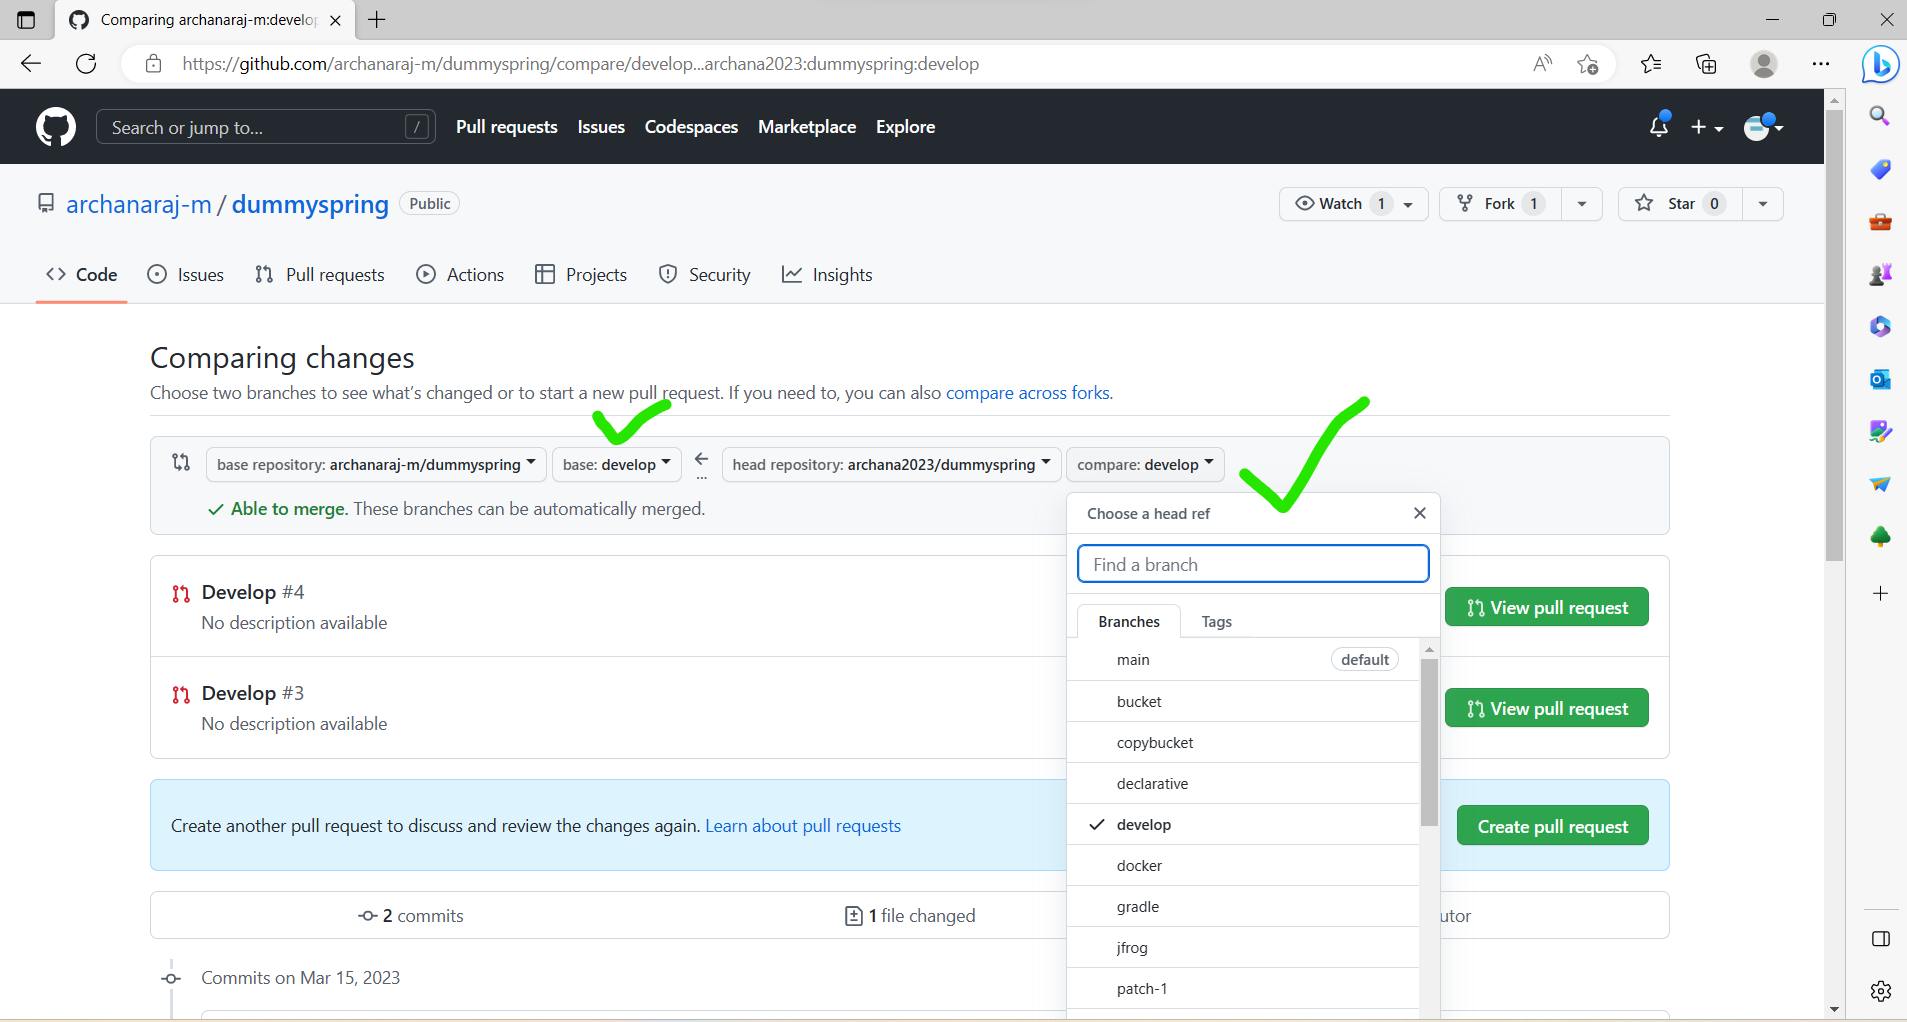 Comparing archanaraj-m:develop
https://github.com/archanaraj-m/dummyspring/compare/develop...archana2023:dummyspring:develop
Search or jump to... / Pull requests Issues Codespaces Marketplace Explore
archanaraj-m / dummyspring Public Watch 1 Fork 1 Star 0
Code Issues Pull requests Actions Projects Security Insights
Comparing changes
Choose two branches to see what's changed or to start a new pull request. If you need to, you can also compare across forks.
base repository: archanaraj-m/dummyspring base: develop head repository: archana2023/dummyspring compare: develop
Able to merge. These branches can be automatically merged.
Choose a head ref
Find a branch
Branches Tags
main default
bucket
copybucket
declarative
develop
docker
gradle
jfrog
patch-1
Develop #4
No description available
View pull request
Develop #3
No description available
View pull request
Create another pull request to discuss and review the changes again. Learn about pull requests
Create pull request
2 commits 1 file changed utor
Commits on Mar 15, 2023